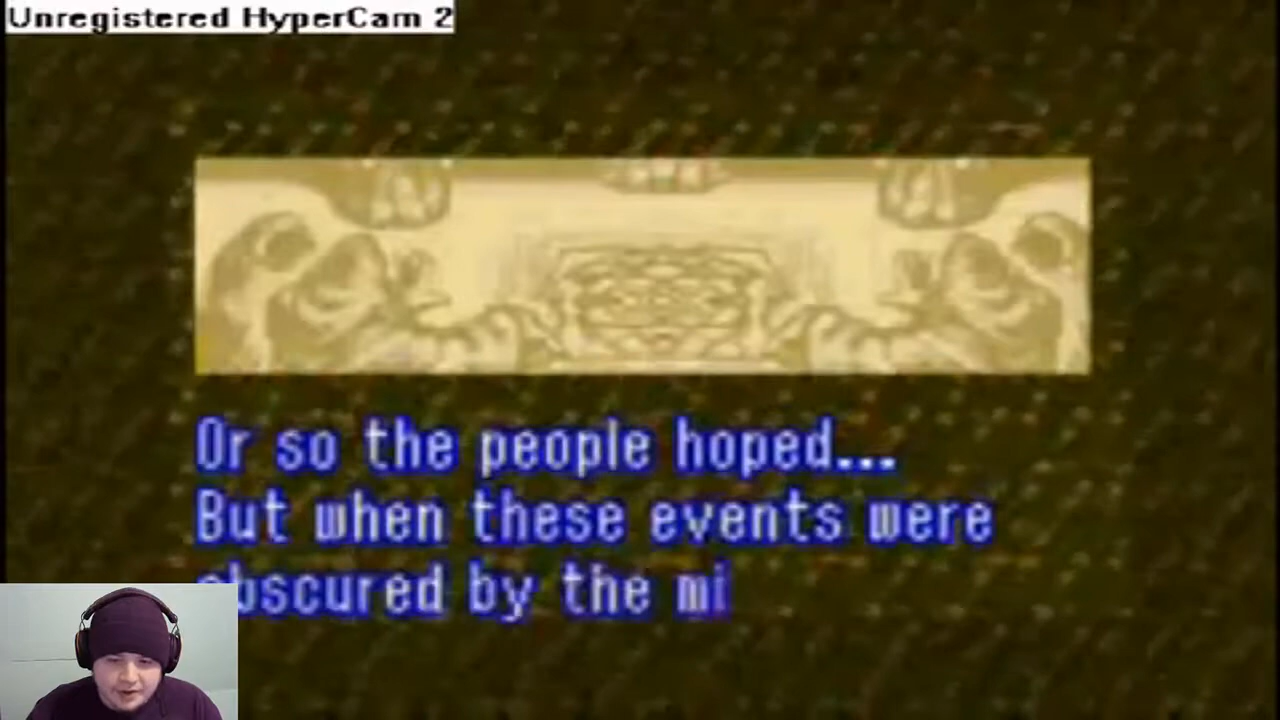 Unregistered HyperCam 2
Or so the people hoped...
But when these events were
obscured by the mi